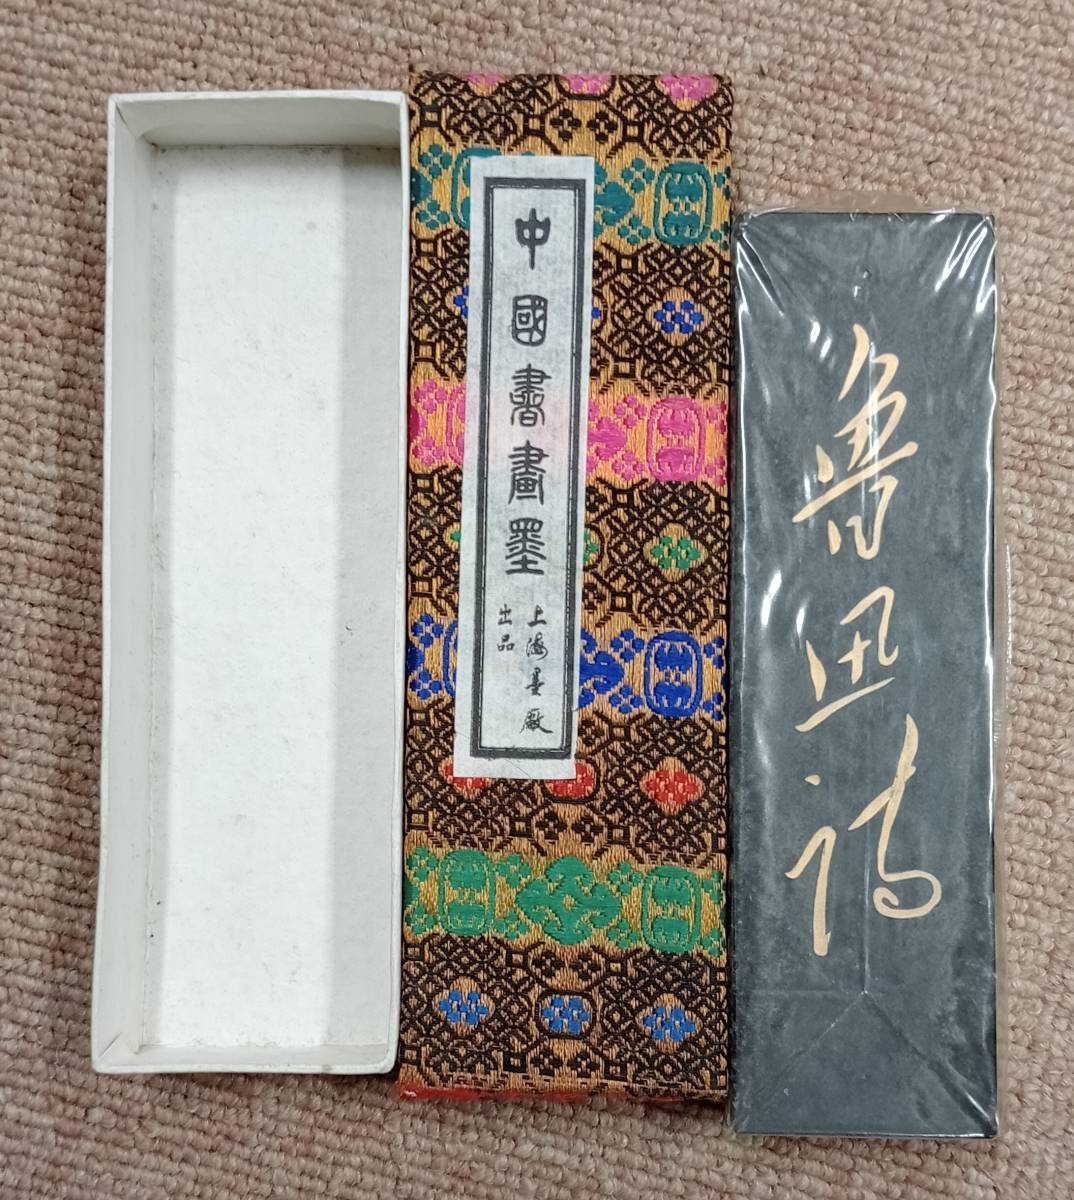 中國書畫墨
上海墨廠
出品
魯迅詩